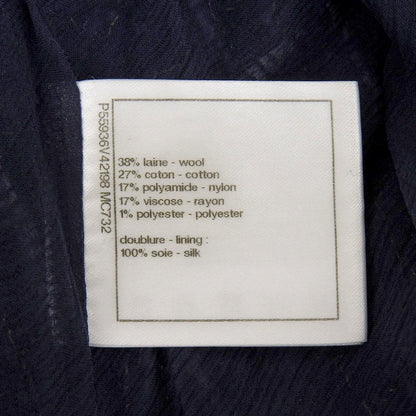 P55936V42198 MC732
38% laine - wool
27% coton - cotton
17% polyamide - nylon
17% viscose - rayon
1% polyester - polyester
doublure - lining :
100% soie - silk